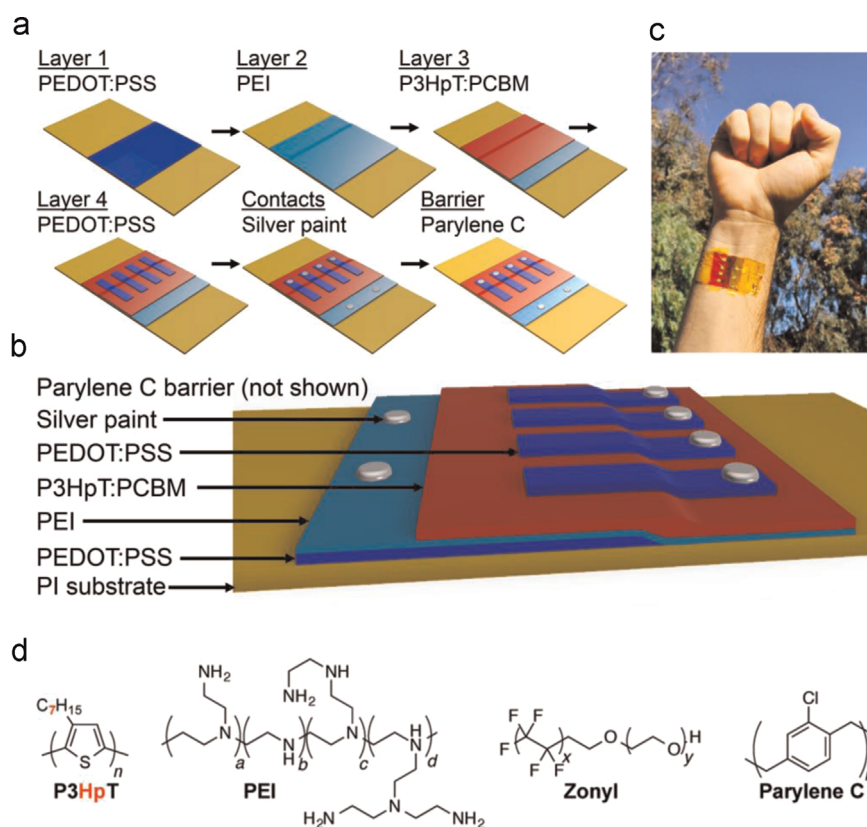 a
Layer 1
PEDOT:PSS
Layer 2
PEI
Layer 3
P3HpT:PCBM
Layer 4
PEDOT:PSS
Contacts
Silver paint
Barrier
Parylene C
c
b
Parylene C barrier (not shown)
Silver paint
PEDOT:PSS
P3HpT:PCBM
PEI
PEDOT:PSS
PI substrate
d
C7H15
S
n
P3HpT
NH2
N
a
N
H
b
NH
NH2
N
c
NH
d
N
H2N
NH2
PEI
F
F
F
F
x
O
O
y
H
Zonyl
Cl
Parylene C